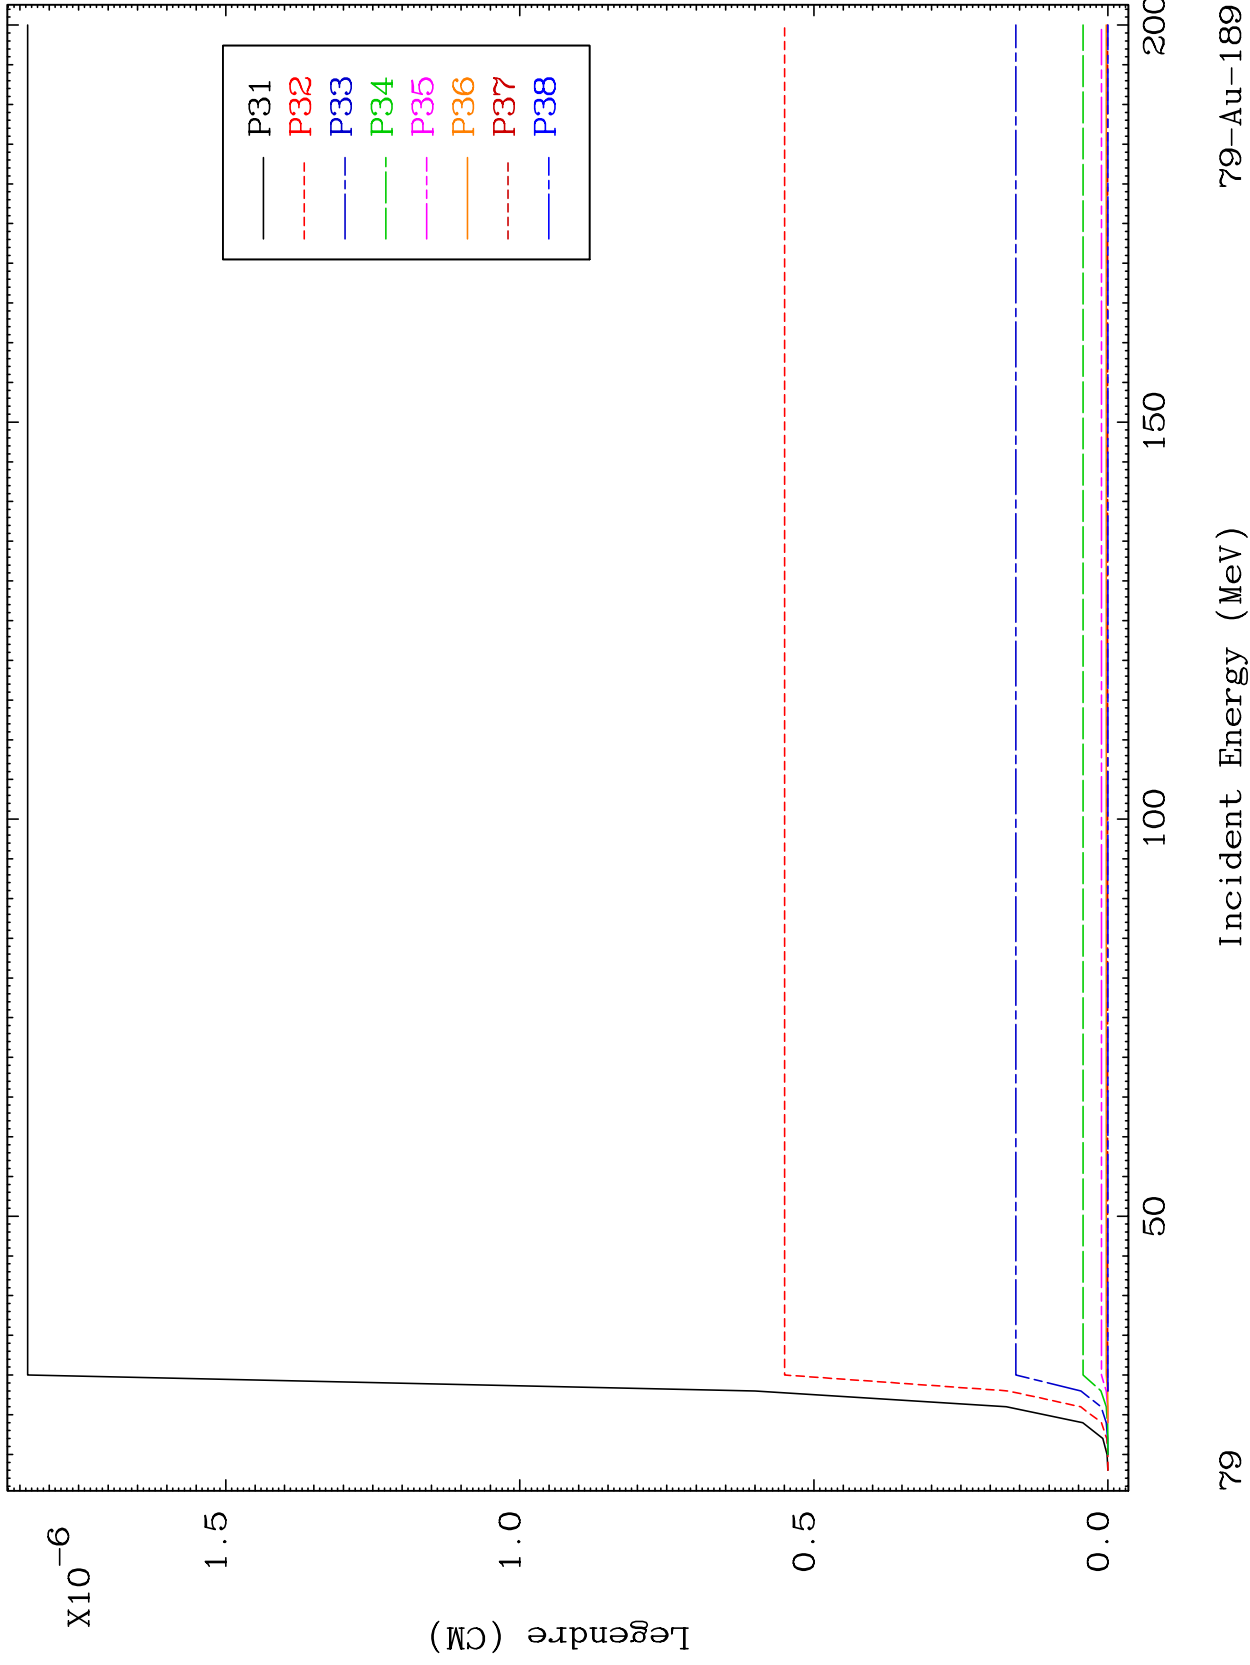 X10-6
1.5
1.0
0.5
0.0
Legendre (CM)
P31
P32
P33
P34
P35
P36
P37
P38
50
100
150
200
Incident Energy (MeV)
79
79-Au-189